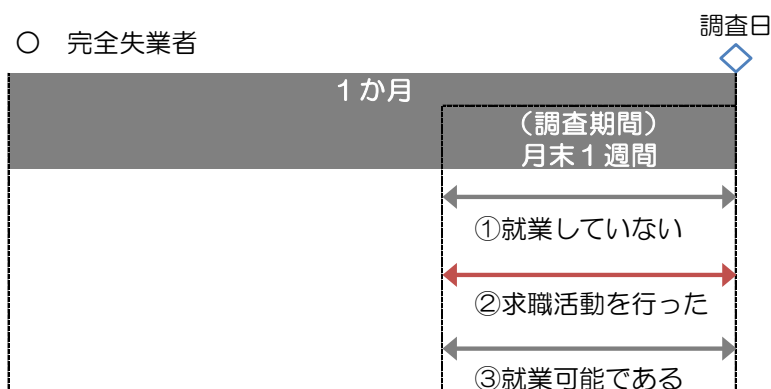 調査日
○ 完全失業者
１か月
（調査期間）
月末１週間
①就業していない
②求職活動を行った
③就業可能である